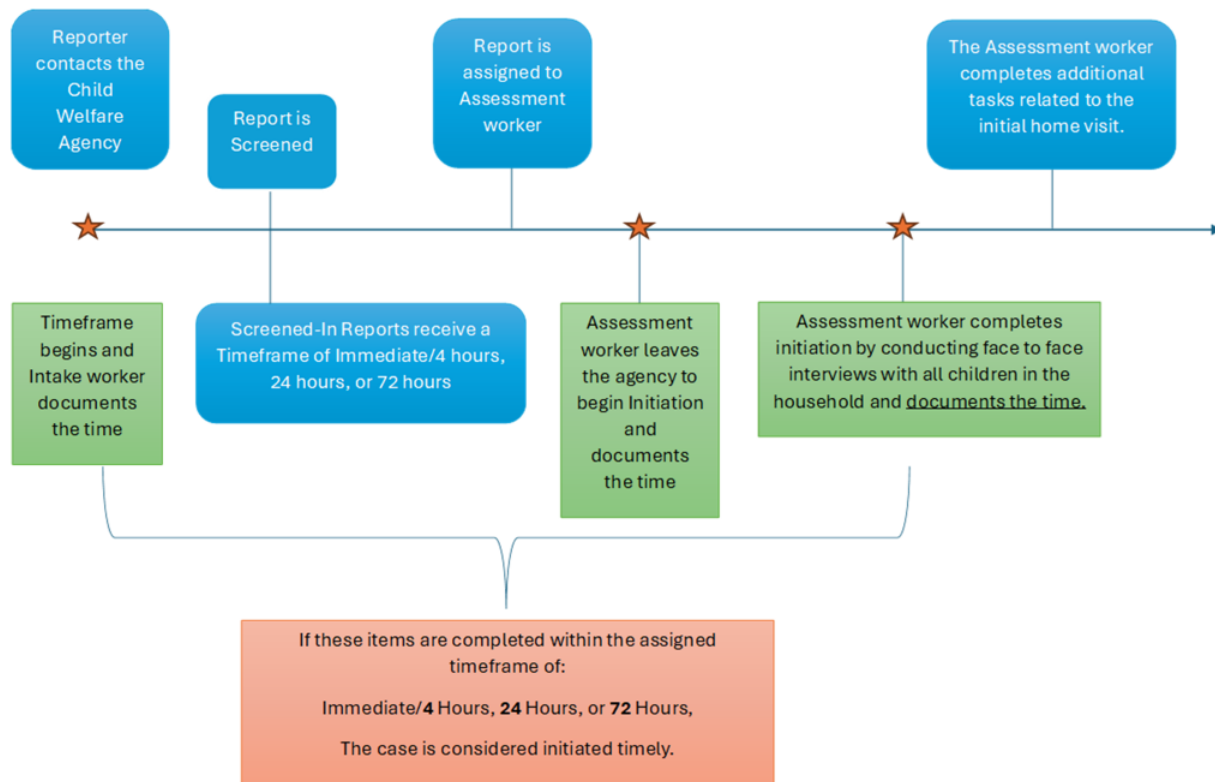 Reporter
contacts the
Child
Welfare
Agency
Report is
Screened
Report is
assigned to
Assessment
worker
The Assessment worker
completes additional
tasks related to the
initial home visit.
Timeframe
begins and
Intake worker
documents
the time
Screened-In Reports receive a
Timeframe of Immediate/4 hours,
24 hours, or 72 hours
Assessment
worker leaves
the agency to
begin Initiation
and
documents
the time
Assessment worker completes
initiation by conducting face to face
interviews with all children in the
household and documents the time.
If these items are completed within the assigned
timeframe of:
Immediate/4 Hours, 24 Hours, or 72 Hours,
The case is considered initiated timely.